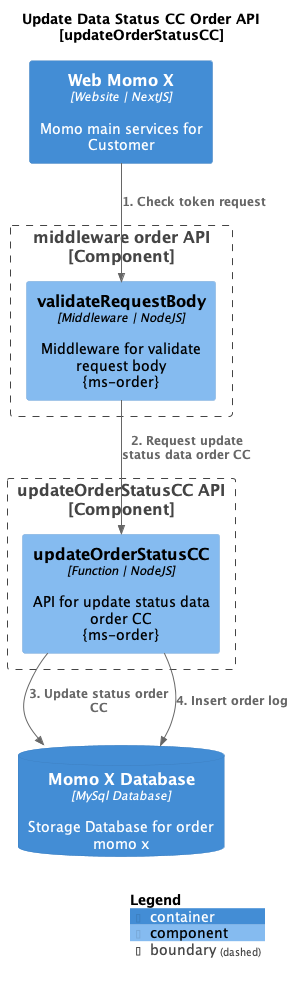 Update Data Status CC Order API
[updateOrderStatusCC]
Web Momo X
[Website | NextJS]
Momo main services for
Customer
1. Check token request
middleware order API
[Component]
validateRequestBody
[Middleware | NodeJS]
Middleware for validate
request body
{ms-order}
2. Request update
status data order CC
updateOrderStatusCC API
[Component]
updateOrderStatusCC
[Function | NodeJS]
API for update status data
order CC
{ms-order}
3. Update status order
CC
4. Insert order log
Momo X Database
[MySql Database]
Storage Database for order
momo x
Legend
container
component
boundary (dashed)